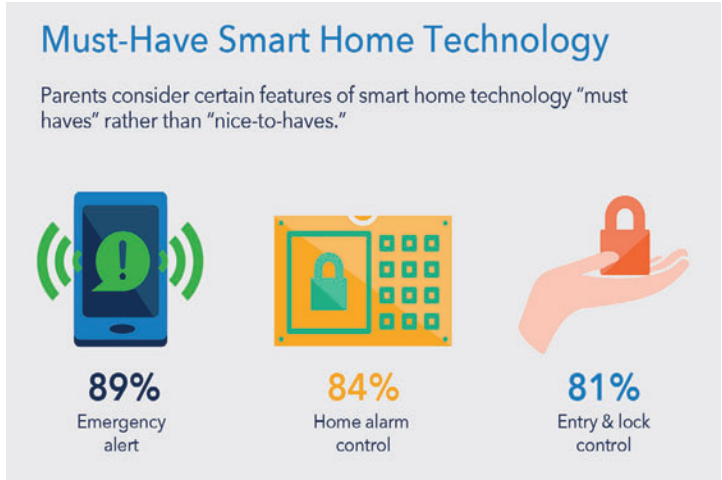 Must-Have Smart Home Technology
Parents consider certain features of smart home technology “must
haves” rather than “nice-to-haves.”
!
89%
Emergency
alert
84%
Home alarm
control
81%
Entry & lock
control